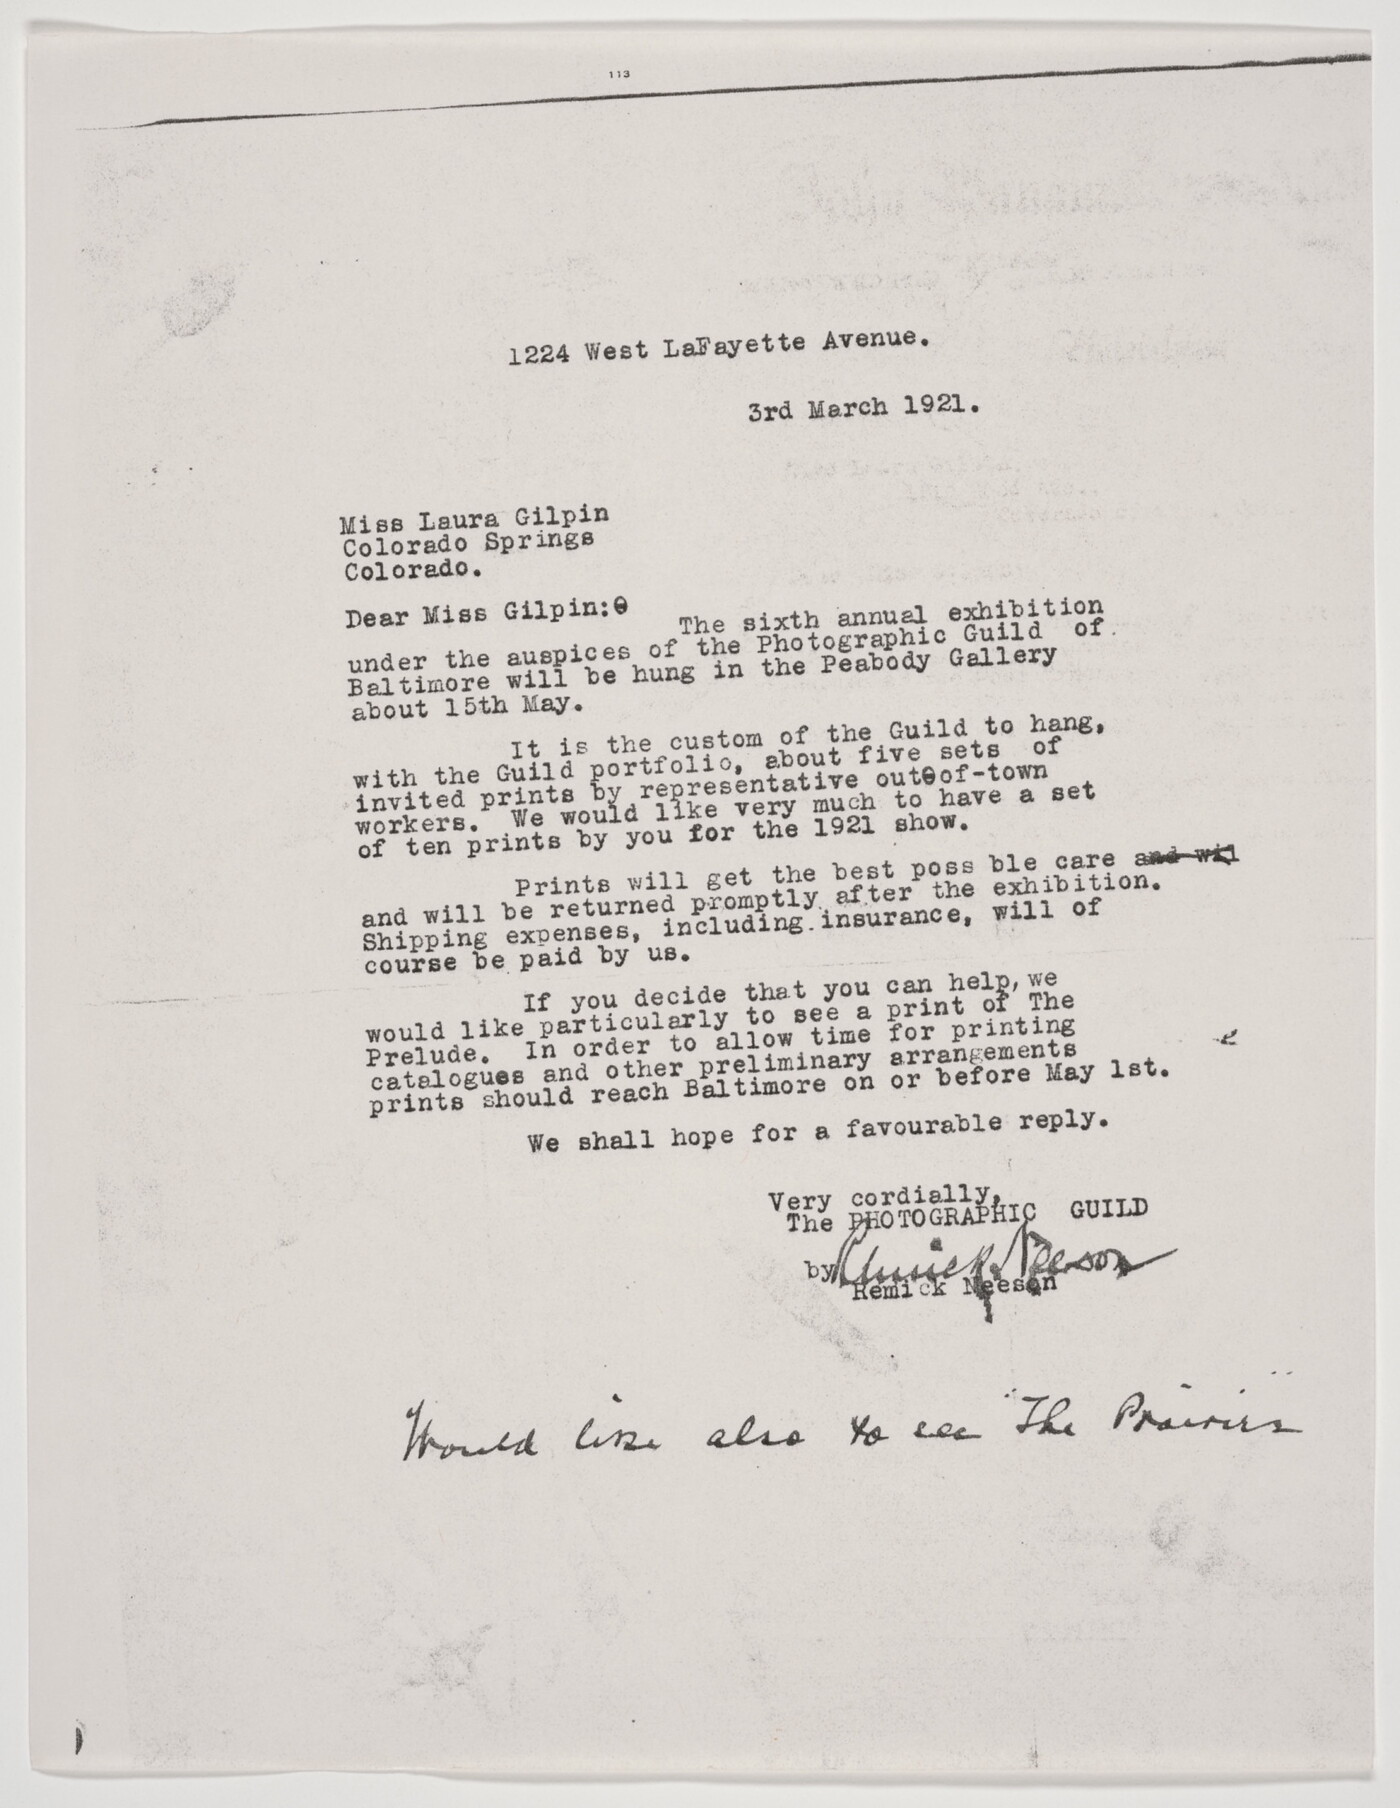 113
1224 West LaFayette Avenue.
3rd March 1921.
Miss Laura Gilpin
Colorado Springs
Colorado.
Dear Miss Gilpin:
The sixth annual exhibition
under the auspices of the Photographic Guild of
Baltimore will be hung in the Peabody Gallery
about 15th May.
It is the custom of the Guild to hang,
with the Guild portfolio, about five sets of
invited prints by representative out-of-town
workers. We would like very much to have a set
of ten prints by you for the 1921 show.
Prints will get the best poss ble care and wil
and will be returned promptly after the exhibition.
Shipping expenses, including insurance, will of
course be paid by us.
If you decide that you can help, we
would like particularly to see a print of The
Prelude. In order to allow time for printing
catalogues and other preliminary arrangements
prints should reach Baltimore on or before May 1st.
We shall hope for a favourable reply.
Very cordially,
The PHOTOGRAPHIC GUILD
by Remick Neeson
Remick Neeson
Would like also to see "The Prairies"